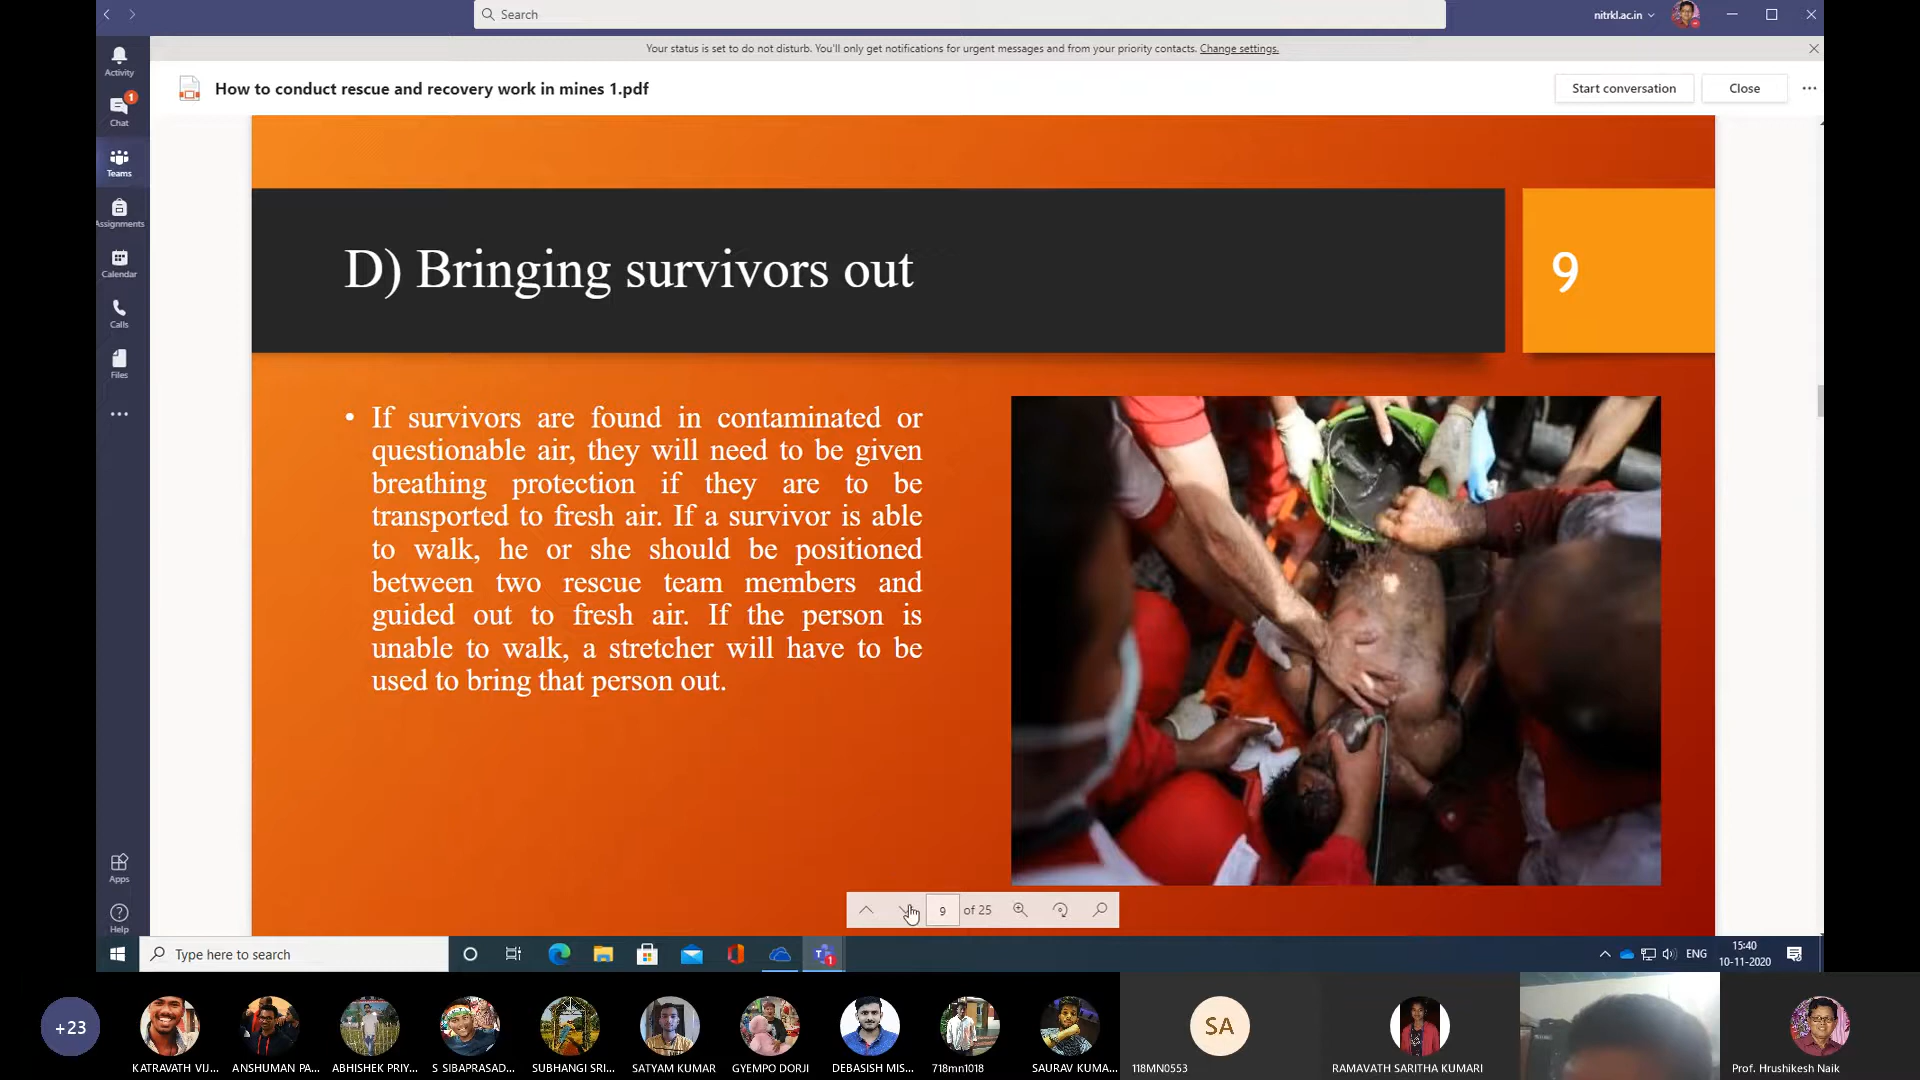 Search
nitrkl.ac.in
Your status is set to do not disturb. You'll only get notifications for urgent messages and from your priority contacts. Change settings.
Activity
How to conduct rescue and recovery work in mines 1.pdf
Start conversation
Close
1
Chat
Teams
Assignments
Calendar
Calls
Files
D) Bringing survivors out
9
• If survivors are found in contaminated or
questionable air, they will need to be given
breathing protection if they are to be
transported to fresh air. If a survivor is able
to walk, he or she should be positioned
between two rescue team members and
guided out to fresh air. If the person is
unable to walk, a stretcher will have to be
used to bring that person out.
Apps
Help
9 of 25
Type here to search
1
ENG
15:40
10-11-2020
+23
SA
KATRAVATH VIJ...
ANSHUMAN PA...
ABHISHEK PRIY...
S SIBAPRASAD...
SUBHANGI SRI...
SATYAM KUMAR
GYEMPO DORJI
DEBASISH MIS...
718mn1018
SAURAV KUMA...
118MN0553
RAMAVATH SARITHA KUMARI
Prof. Hrushikesh Naik